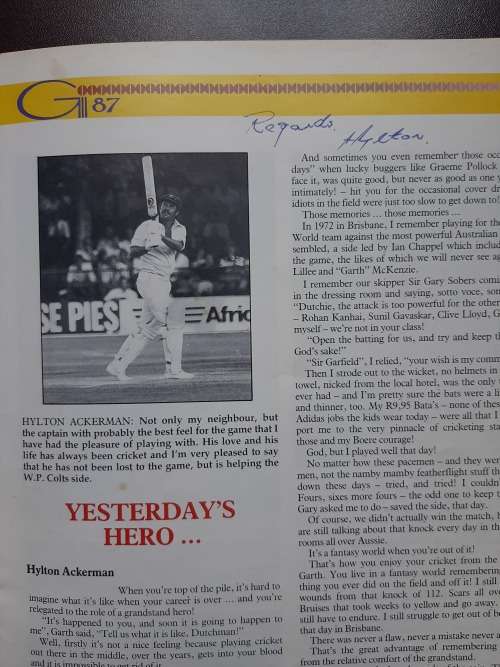 G 87
Regards,
Hylton.
SE PIES
Afric
HYLTON ACKERMAN: Not only my neighbour, but
the captain with probably the best feel for the game that I
have had the pleasure of playing with. His love and his
life has always been cricket and I'm very pleased to say
that he has not been lost to the game, but is helping the
W.P. Colts side.
YESTERDAY'S
HERO ...
Hylton Ackerman
When you're top of the pile, it's hard to
imagine what it's like when your career is over .... and you're
relegated to the role of a grandstand hero!
"It's happened to you, and soon it is going to happen to
me", Garth said, "Tell us what it is like, Dutchman!"
Well, firstly it's not a nice feeling because playing cricket
out there in the middle, over the years, gets into your blood
and it is impossible to get rid of it.
And sometimes you even remember those occ
days" when lucky buggers like Graeme Pollock
face it, was quite good, but never as good as one
intimately! – hit you for the occasional cover dr
idiots in the field were just too slow to get down to!
Those memories ... those memories ...
In 1972 in Brisbane, I remember playing for the
World team against the most powerful Australian
sembled, a side led by Ian Chappel which includ
the game, the likes of which we will never see ag
Lillee and "Garth" McKenzie.
I remember our skipper Sir Gary Sobers comi
in the dressing room and saying, sotto voce, som
"Dutchie, the attack is too powerful for the other
– Rohan Kanhai, Sunil Gavaskar, Clive Lloyd, G
myself – we're not in your class!
"Open the batting for us, and try and keep th
God's sake!"
"Sir Garfield", I relied, "your wish is my comm
Then I strode out to the wicket, no helmets in
towel, nicked from the local hotel, was the only
ever had – and I'm pretty sure the bats were a li
and thinner, too. My R9,95 Bata's – none of thes
Adidas jobs the kids wear today – were all that I
port me to the very pinnacle of cricketing sta
those and my Boere courage!
God, but I played well that day!
No matter how these pacemen – and they wer
men, not the namby mamby featherfluff stuff th
down these days – tried, and tried! I couldn'
Fours, sixes more fours – the odd one to keep t
Gary asked me to do – saved the side, that day.
Of course, we didn't actually win the match, b
are still talking about that knock every day in th
rooms all over Aussie.
It's a fantasy world when you're out of it!
That's how you enjoy your cricket from the
Garth. You live in a fantasy world remembering
thing you ever did on the field and off it! I still
wounds from that knock of 112. Scars all ove
Bruises that took weeks to yellow and go away.
still have to endure. I still struggle to get out of be
that day in Brisbane.
There was never a flaw, never a mistake never a
That's the great advantage of remembering
from the relative comfort of the grandstand.